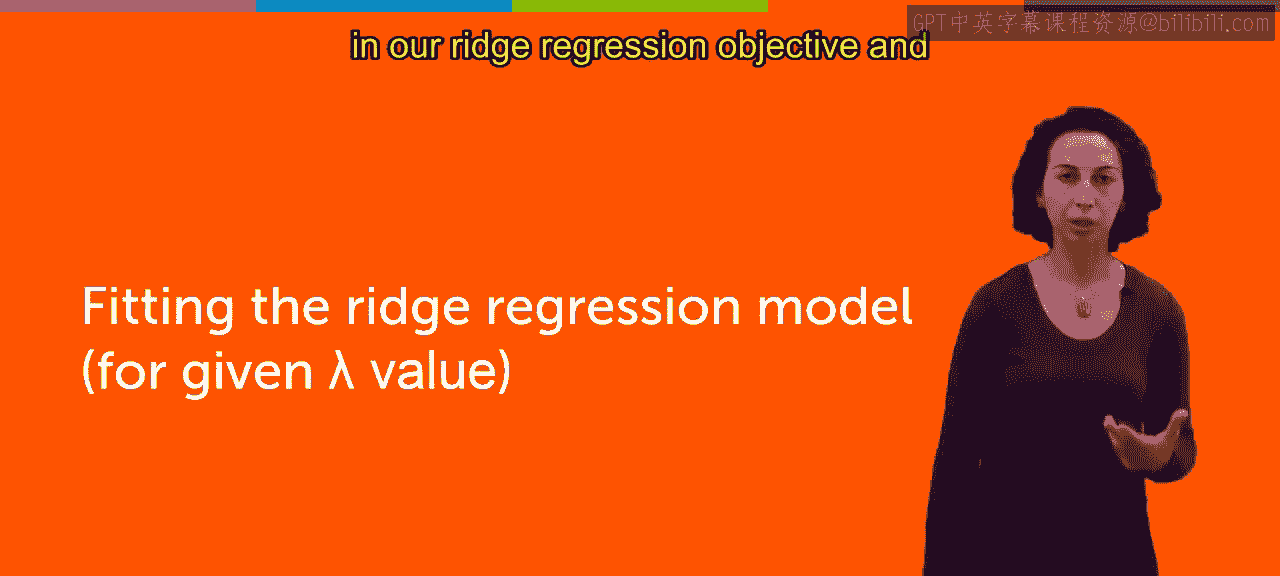 GPT中英字幕课程资源@bilibili.com
in our ridge regression objective and
Fitting the ridge regression model
(for given λ value)